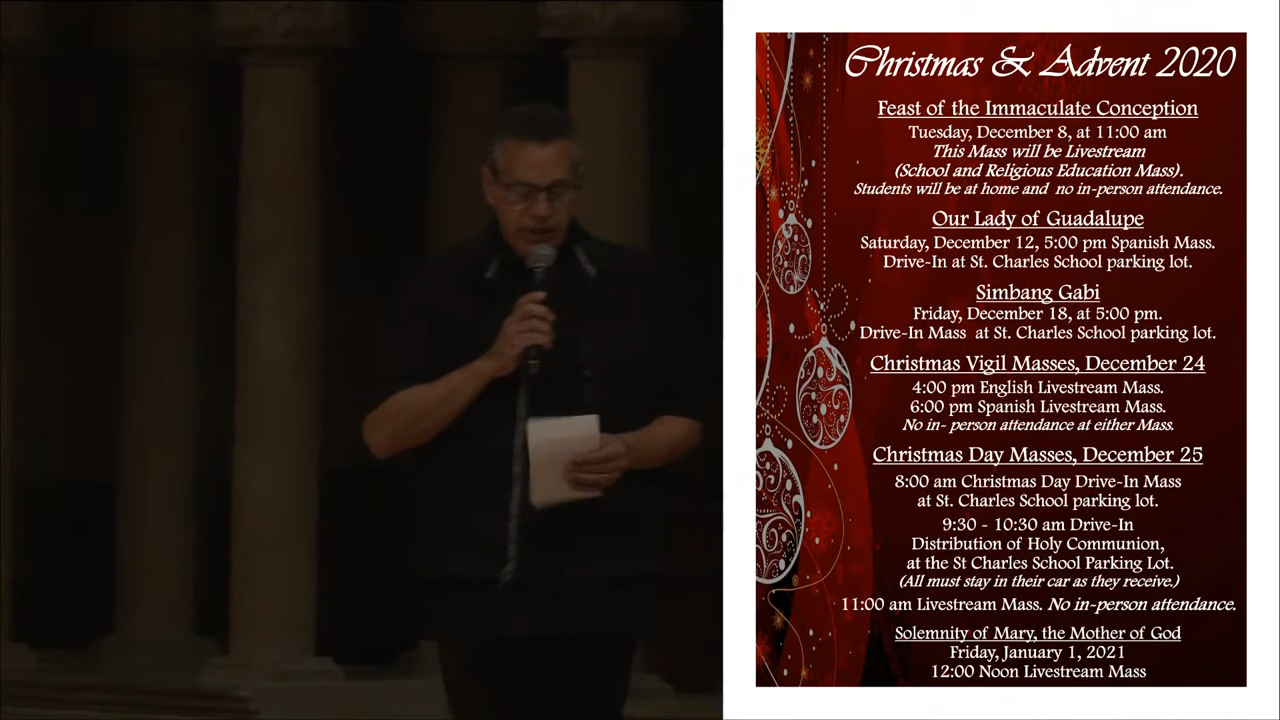 Christmas & Advent 2020
Feast of the Immaculate Conception
Tuesday, December 8, at 11:00 am
This Mass will be Livestream
(School and Religious Education Mass).
Students will be at home and no in-person attendance.
Our Lady of Guadalupe
Saturday, December 12, 5:00 pm Spanish Mass.
Drive-In at St. Charles School parking lot.
Simbang Gabi
Friday, December 18, at 5:00 pm.
Drive-In Mass at St. Charles School parking lot.
Christmas Vigil Masses, December 24
4:00 pm English Livestream Mass.
6:00 pm Spanish Livestream Mass.
No in- person attendance at either Mass.
Christmas Day Masses, December 25
8:00 am Christmas Day Drive-In Mass
at St. Charles School parking lot.
9:30 - 10:30 am Drive-In
Distribution of Holy Communion,
at the St Charles School Parking Lot.
(All must stay in their car as they receive.)
11:00 am Livestream Mass. No in-person attendance.
Solemnity of Mary, the Mother of God
Friday, January 1, 2021
12:00 Noon Livestream Mass